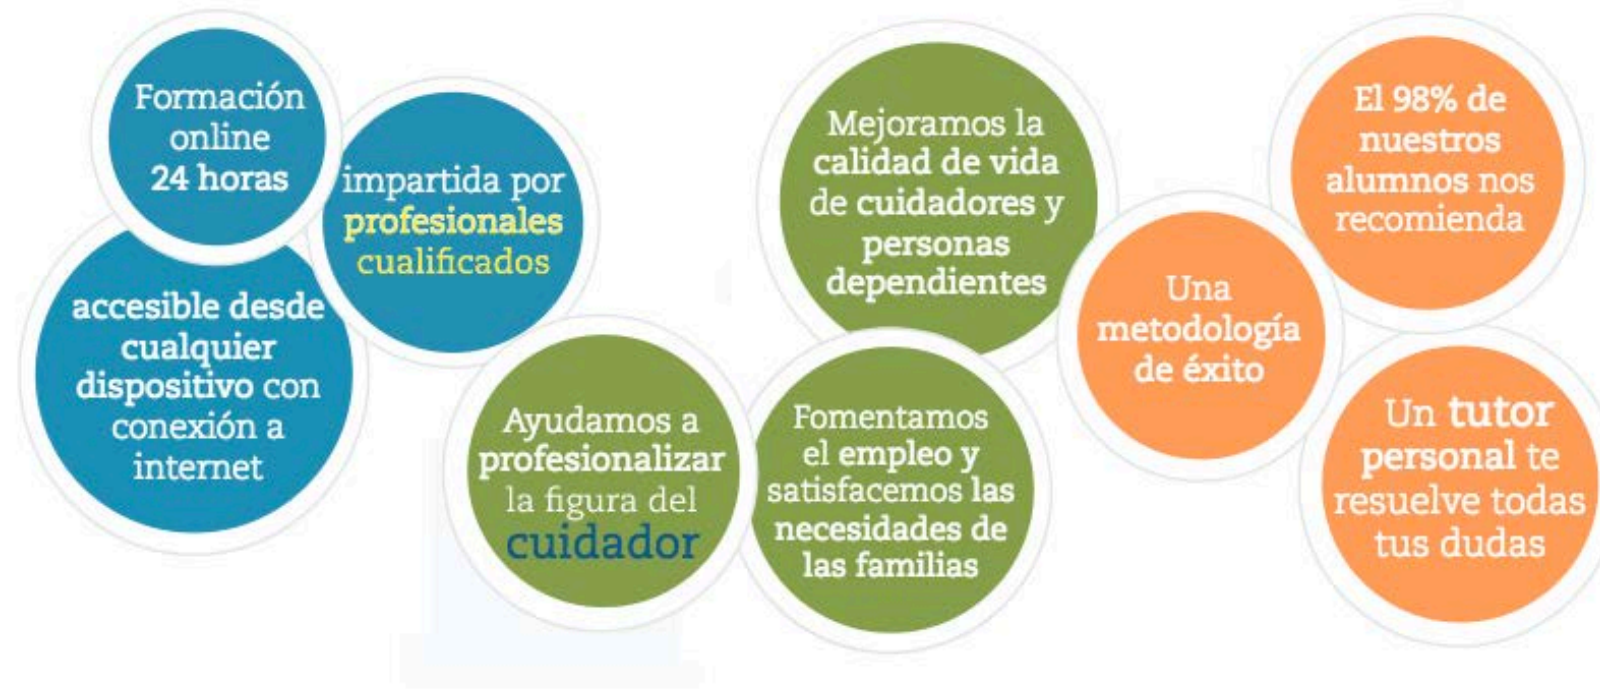 Formación
online
24 horas
impartida por
profesionales
cualificados
accesible desde
cualquier
dispositivo con
conexión a
internet
Ayudamos a
profesionalizar
la figura del
cuidador
Mejoramos la
calidad de vida
de cuidadores y
personas
dependientes
Fomentamos
el empleo y
satisfacemos las
necesidades de
las familias
Una
metodología
de éxito
El 98% de
nuestros
alumnos nos
recomienda
Un tutor
personal te
resuelve todas
tus dudas